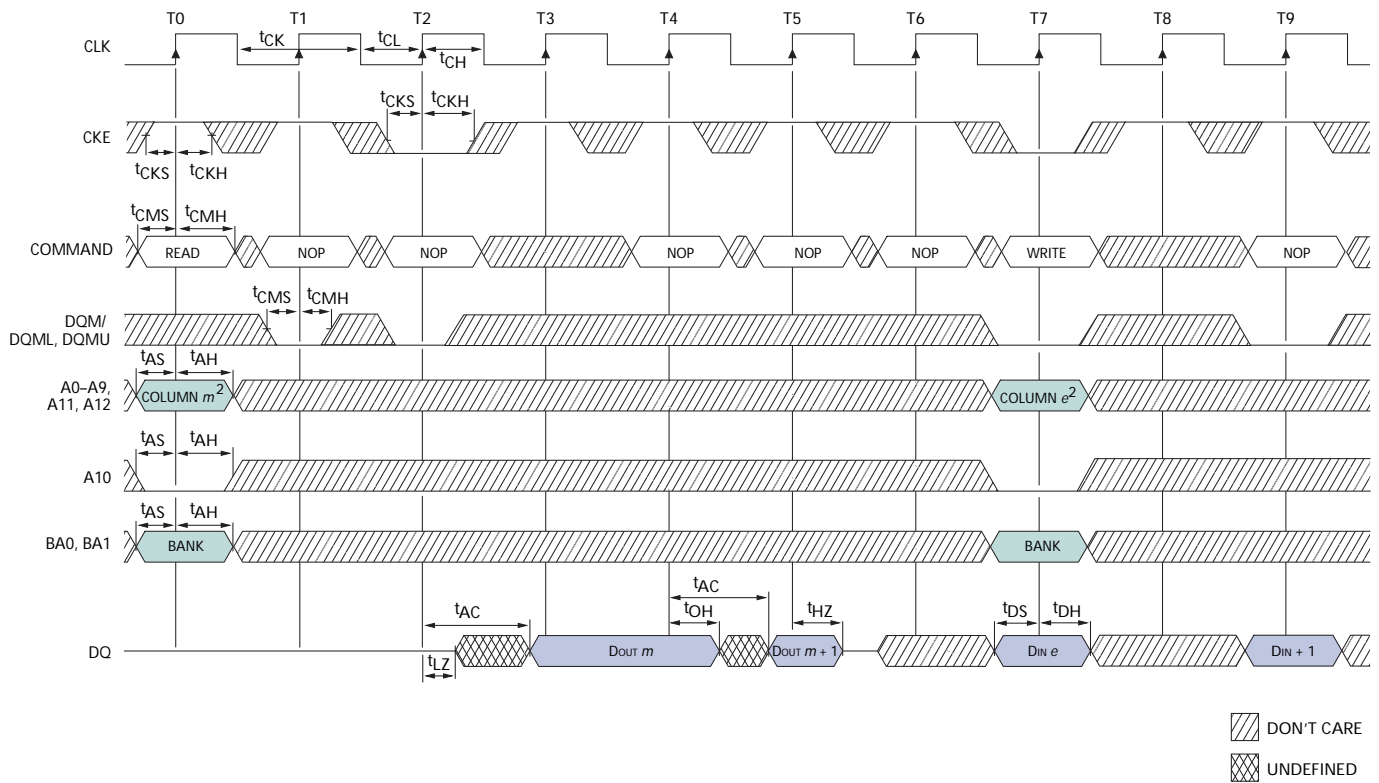 T0 T1 T2 T3 T4 T5 T6 T7 T8 T9
CLK
tCK tCL
tCH
tCKS tCKH
CKE
tCKS tCKH
tCMS tCMH
COMMAND READ NOP NOP NOP NOP NOP WRITE NOP
tCMS tCMH
DQM/
DQML, DQMU
tAS tAH
A0–A9,
A11, A12
COLUMN m² COLUMN e²
tAS tAH
A10
tAS tAH
BA0, BA1 BANK BANK
tAC
tAC tOH tHZ tDS tDH
DQ DOUT m DOUT m + 1 DIN e DIN + 1
tLZ
DON'T CARE
UNDEFINED